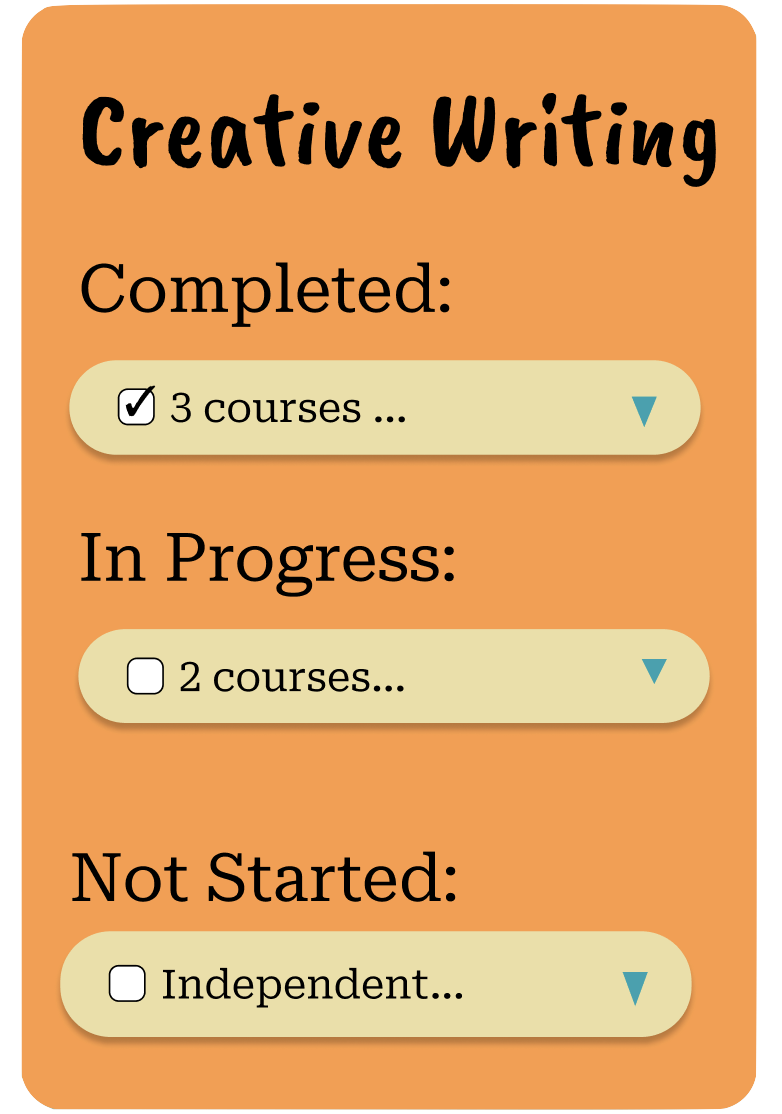 Creative Writing
Completed:
3 courses ...
In Progress:
2 courses...
Not Started:
Independent...